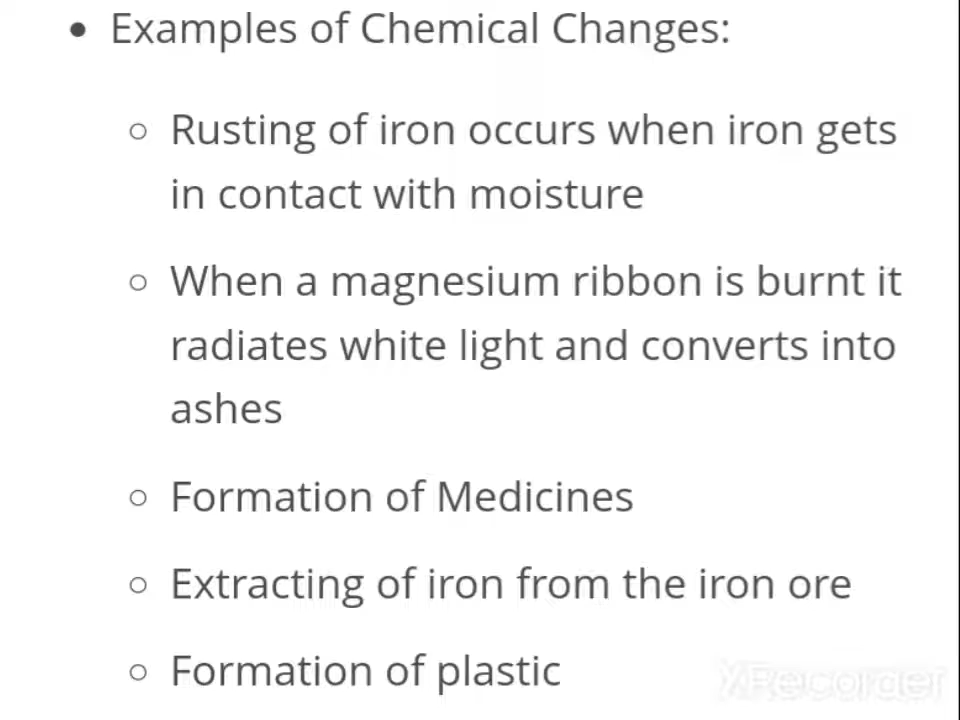 • Examples of Chemical Changes:
○ Rusting of iron occurs when iron gets
in contact with moisture
○ When a magnesium ribbon is burnt it
radiates white light and converts into
ashes
○ Formation of Medicines
○ Extracting of iron from the iron ore
○ Formation of plastic
XRecorder